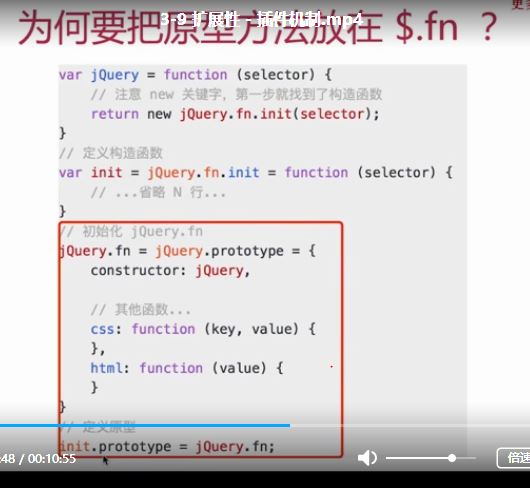 更多
3-9 扩展性 - 插件机制.mp4
为何要把原型方法放在 $.fn ？
var jQuery = function (selector) {
// 注意 new 关键字，第一步就找到了构造函数
return new jQuery.fn.init(selector);
}
// 定义构造函数
var init = jQuery.fn.init = function (selector) {
// ...省略 N 行...
}
// 初始化 jQuery.fn
jQuery.fn = jQuery.prototype = {
constructor: jQuery,
// 其他函数...
css: function (key, value) {
},
html: function (value) {
}
}
// 定义原型
init.prototype = jQuery.fn;
:48 / 00:10:55
倍速